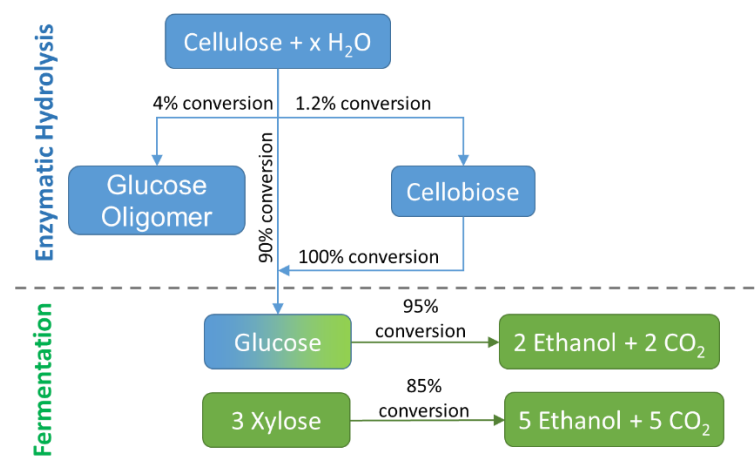 Enzymatic Hydrolysis
Cellulose + x H₂O
4% conversion
1.2% conversion
90% conversion
Glucose
Oligomer
Cellobiose
100% conversion
Fermentation
Glucose
95%
conversion
2 Ethanol + 2 CO₂
3 Xylose
85%
conversion
5 Ethanol + 5 CO₂